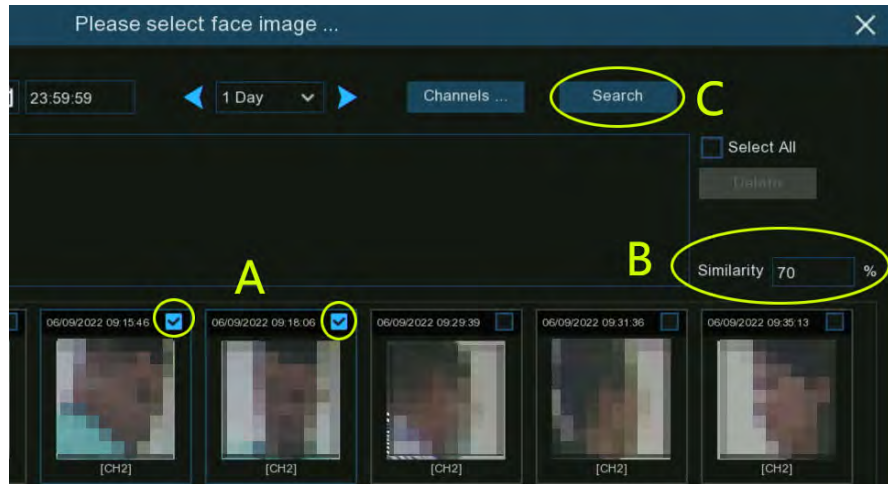 Please select face image ...
23:59:59
1 Day
Channels ...
Search
C
Select All
Delete
A
B
Similarity 70 %
06/09/2022 09:15:46
06/09/2022 09:18:06
06/09/2022 09:29:39
06/09/2022 09:31:36
06/09/2022 09:35:13
[CH2]
[CH2]
[CH2]
[CH2]
[CH2]